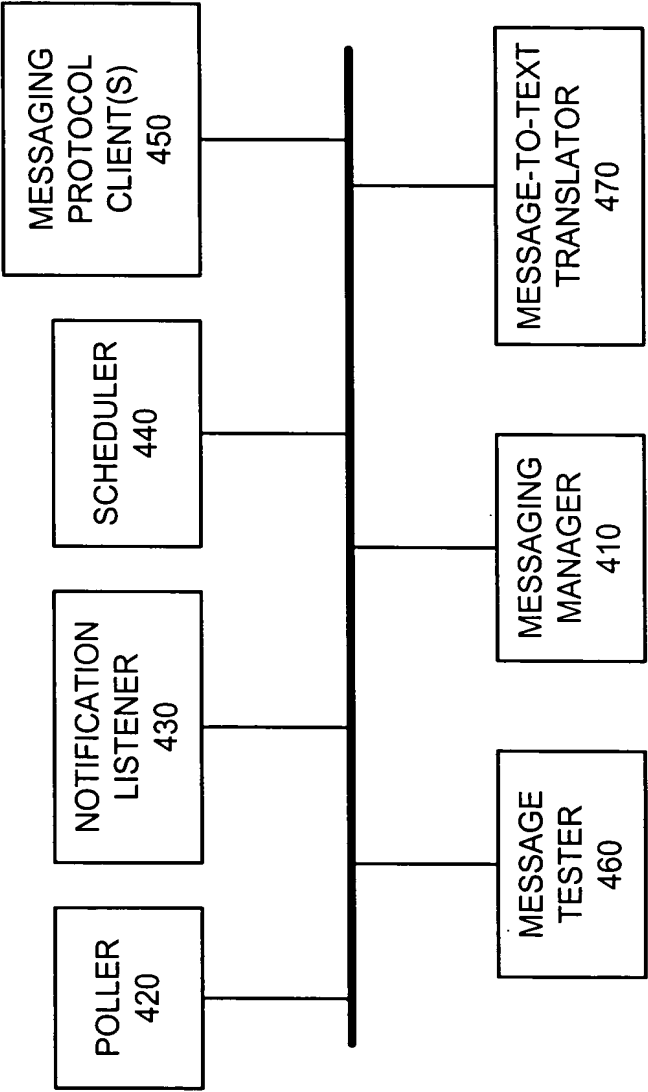 POLLER
420
NOTIFICATION
LISTENER
430
SCHEDULER
440
MESSAGING
PROTOCOL
CLIENT(S)
450
MESSAGE
TESTER
460
MESSAGING
MANAGER
410
MESSAGE-TO-TEXT
TRANSLATOR
470